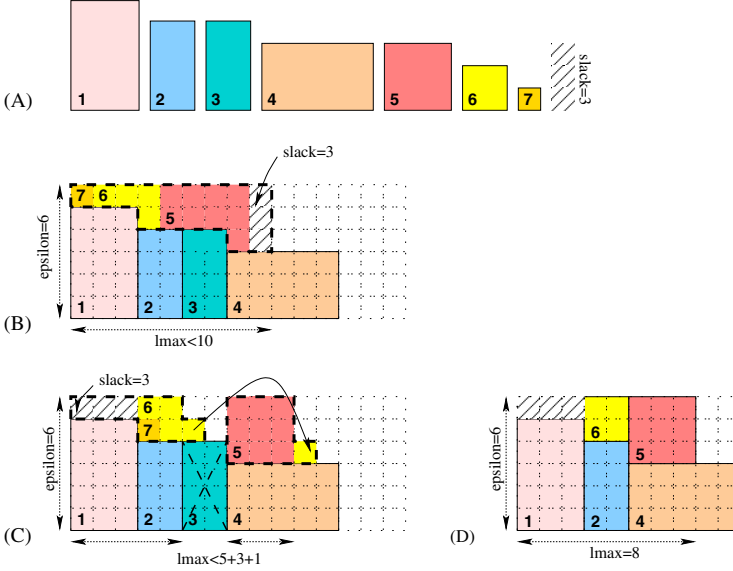 1 2 3 4 5 6 7 slack=3
(A)
slack=3
7 6
5
epsilon=6
1 2 3 4
(B)
lmax<10
slack=3
6
7
5
epsilon=6
1 2 3 4
(C)
lmax<5+3+1
6
5
epsilon=6
1 2 4
(D)
lmax=8